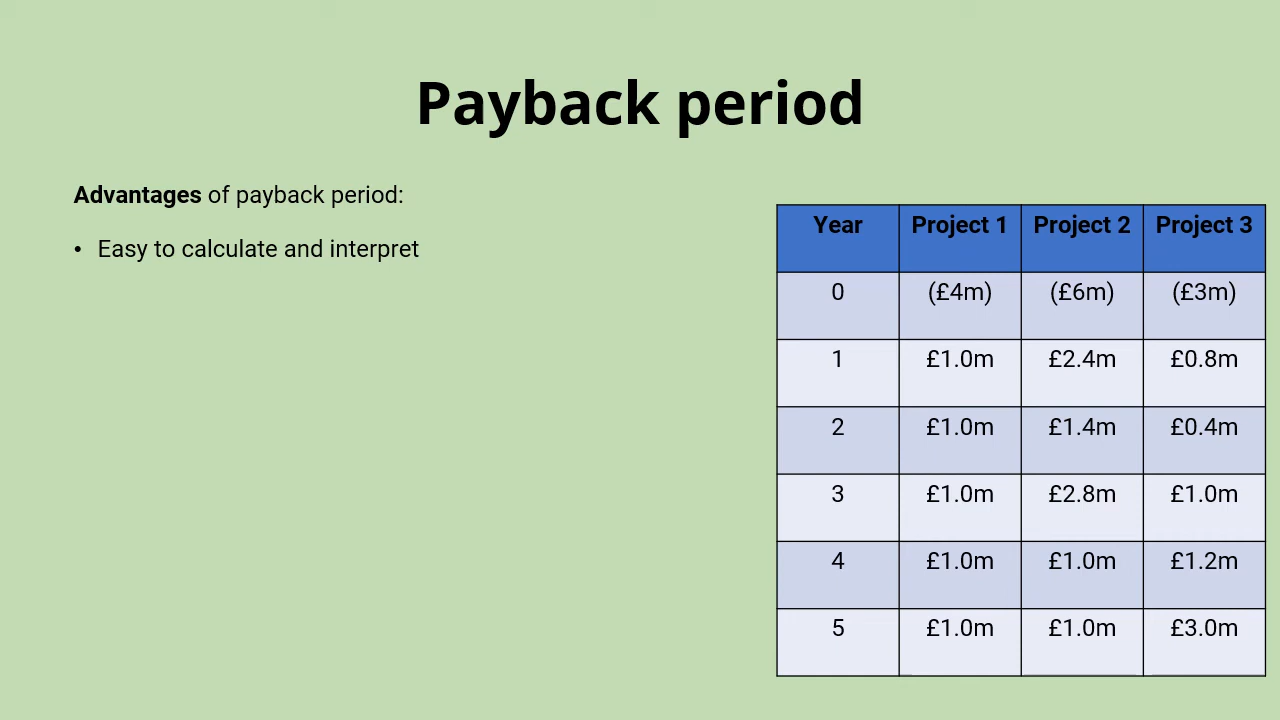 Payback period
Advantages of payback period:
• Easy to calculate and interpret
Year Project 1 Project 2 Project 3
0 (£4m) (£6m) (£3m)
1 £1.0m £2.4m £0.8m
2 £1.0m £1.4m £0.4m
3 £1.0m £2.8m £1.0m
4 £1.0m £1.0m £1.2m
5 £1.0m £1.0m £3.0m